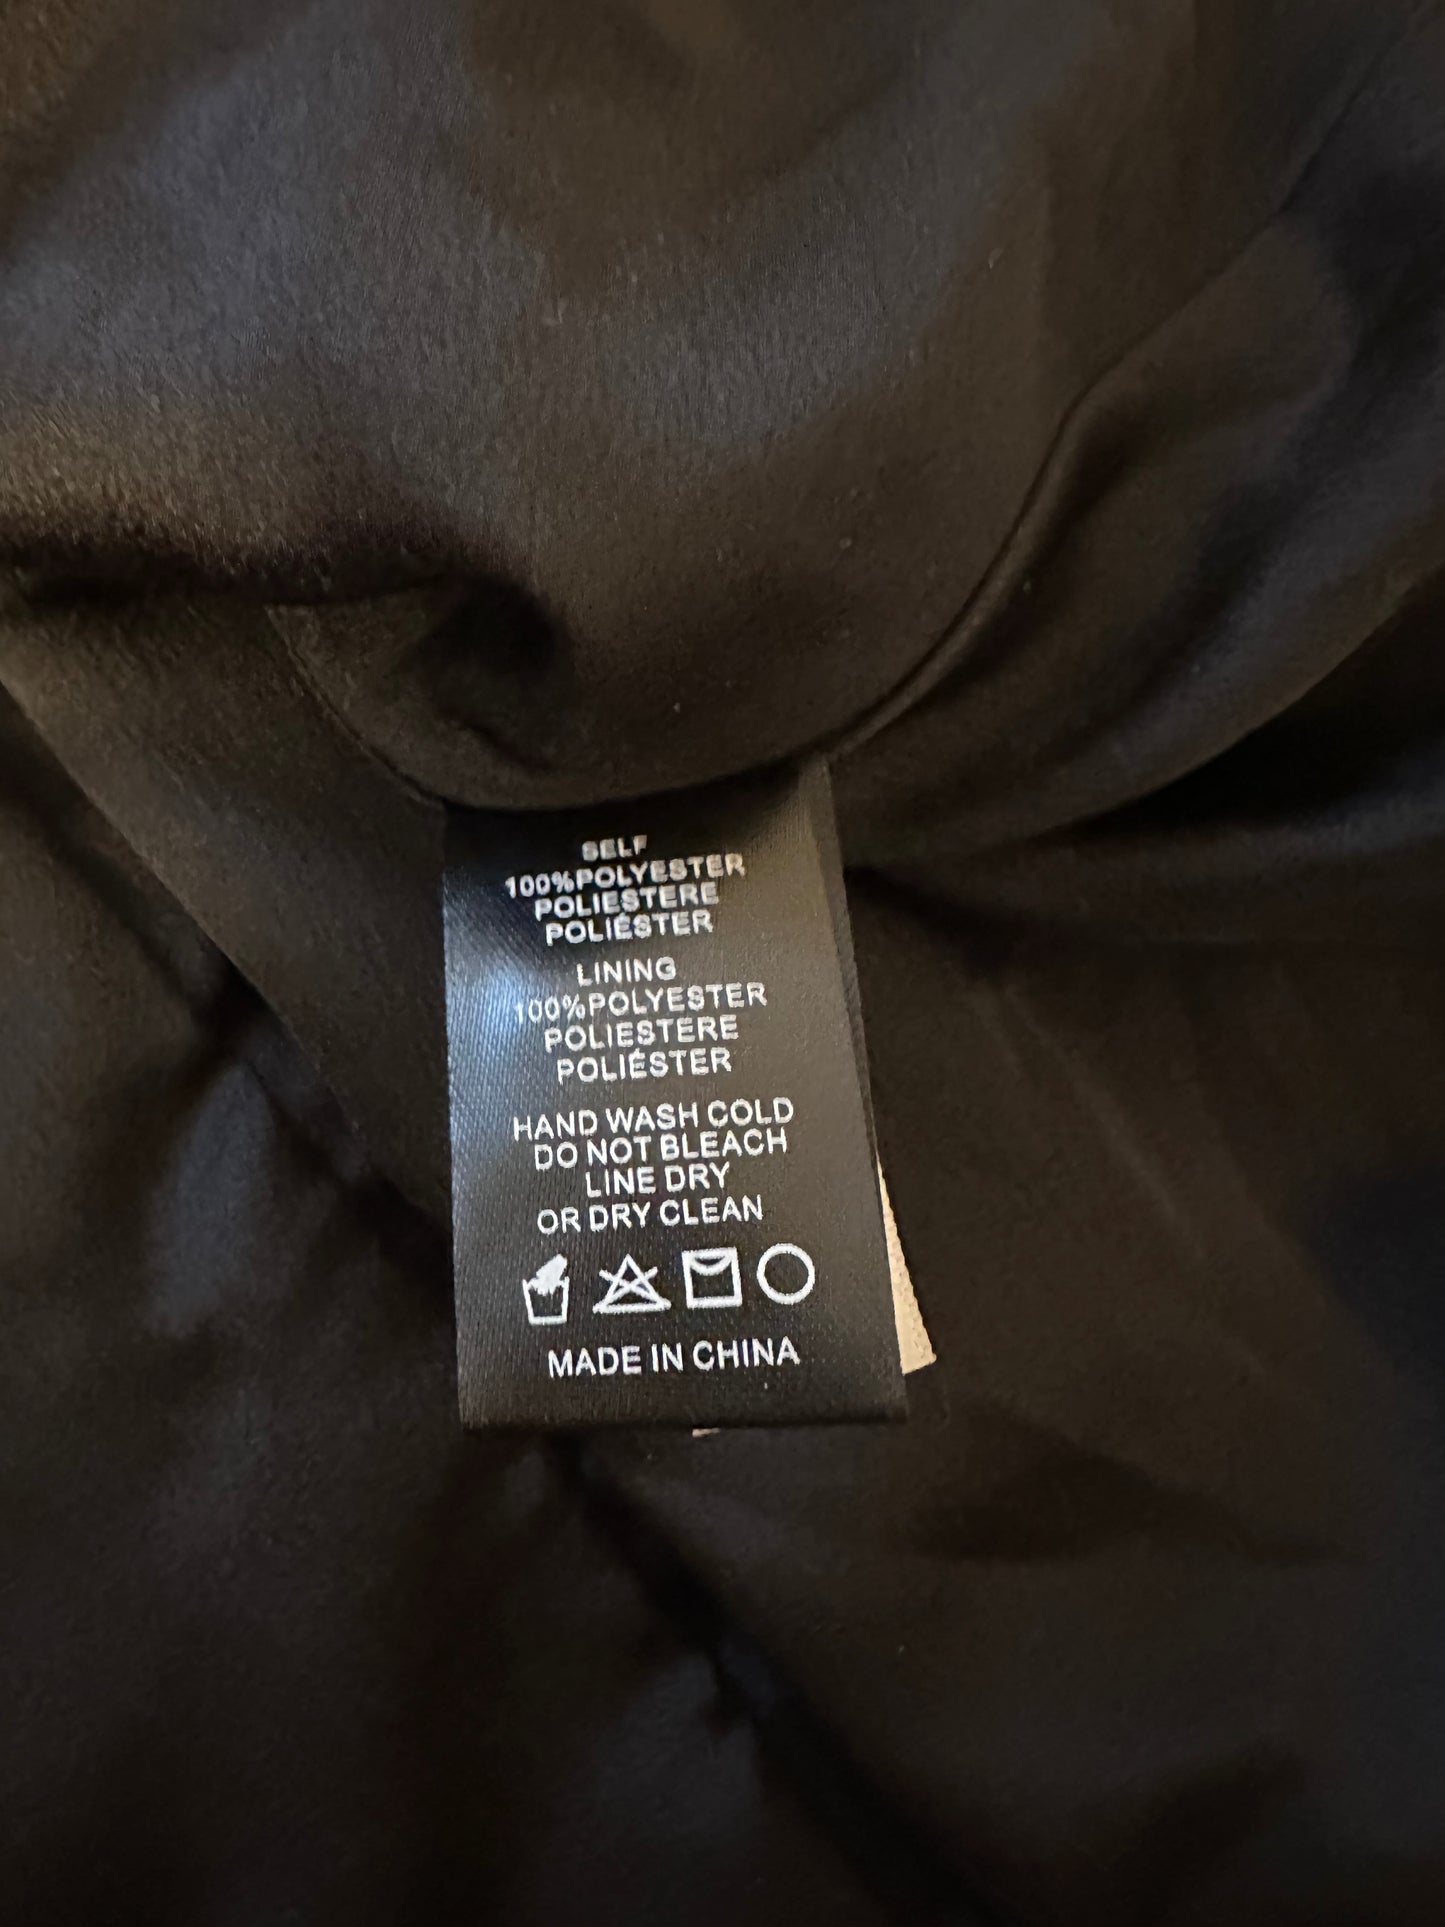 SELF
100%POLYESTER
POLIESTERE
POLIÉSTER
LINING
100%POLYESTER
POLIESTERE
POLIÉSTER
HAND WASH COLD
DO NOT BLEACH
LINE DRY
OR DRY CLEAN
MADE IN CHINA